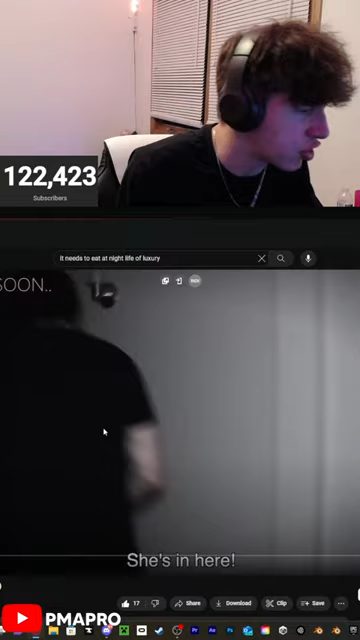 122,423
Subscribers
It needs to eat at night life of luxury
SOON..
She's in here!
17
Share
Download
Clip
Save
PMAPRO